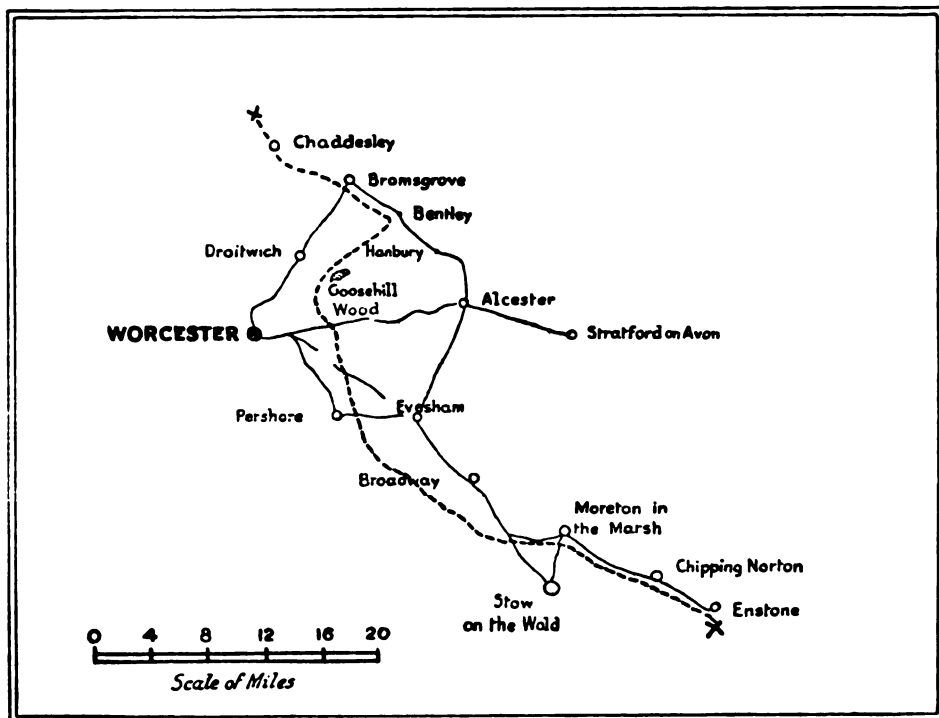 Chaddesley
Bromsgrove
Bentley
Droitwich
Hanbury
Goosehill
Wood
Alcester
WORCESTER
Stratford on Avon
Pershore
Evesham
Broadway
Moreton in
the Marsh
Chipping Norton
Stow
on the Wold
Enstone
0 4 8 12 16 20
Scale of Miles